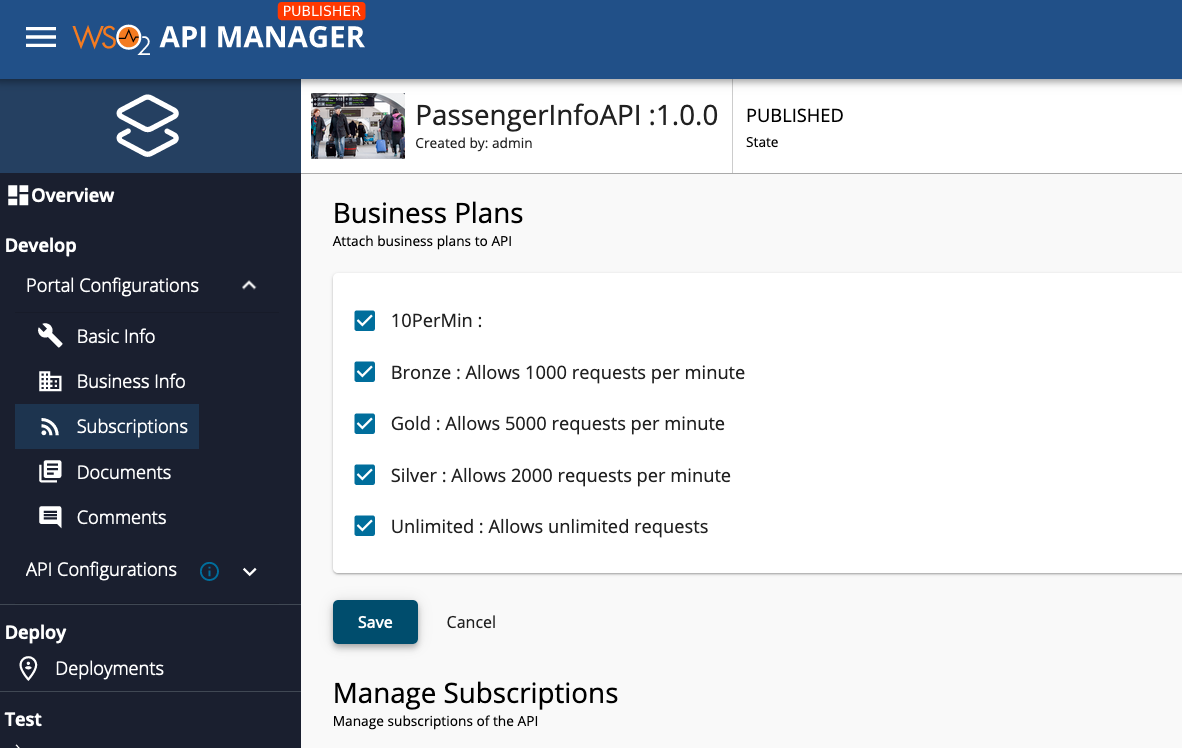 PUBLISHER
WSO2 API MANAGER
PassengerInfoAPI :1.0.0
Created by: admin
PUBLISHED
State
Overview
Develop
Portal Configurations
Basic Info
Business Info
Subscriptions
Documents
Comments
API Configurations
Deploy
Deployments
Test
Business Plans
Attach business plans to API
10PerMin :
Bronze : Allows 1000 requests per minute
Gold : Allows 5000 requests per minute
Silver : Allows 2000 requests per minute
Unlimited : Allows unlimited requests
Save Cancel
Manage Subscriptions
Manage subscriptions of the API